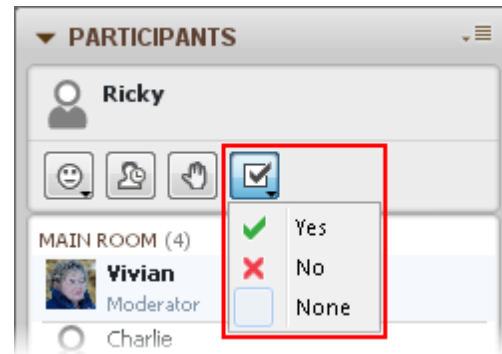 PARTICIPANTS
Ricky
MAIN ROOM (4)
Vivian
Moderator
Charlie
Yes
No
None